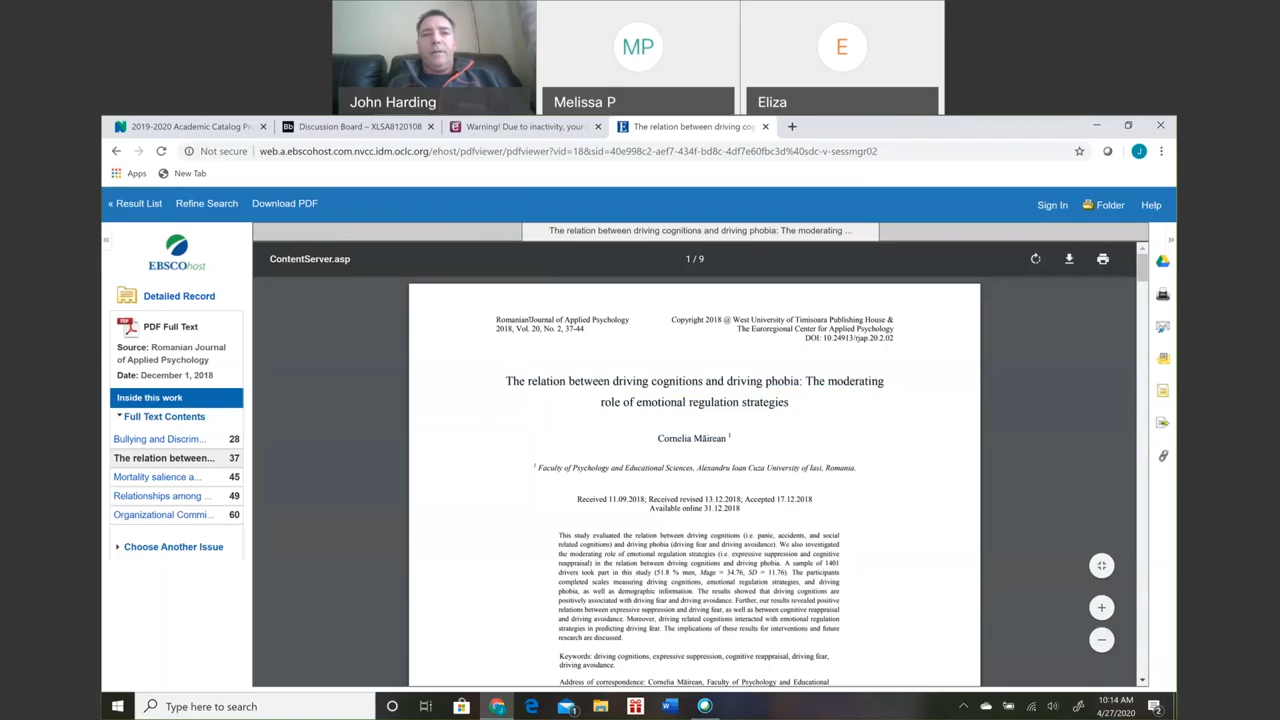 MP
E
John Harding
Melissa P
Eliza
2019-2020 Academic Catalog Pr
Bb Discussion Board – XLSA8120108
Warning! Due to inactivity, your
The relation between driving cog
Not secure
web.a.ebscohost.com.nvcc.idm.oclc.org/ehost/pdfviewer/pdfviewer?vid=18&sid=40e998c2-aef7-434f-bd8c-4df7e60fbc3d%40sdc-v-sessmgr02
J
Apps
New Tab
« Result List
Refine Search
Download PDF
Sign In
Folder
Help
The relation between driving cognitions and driving phobia: The moderating ...
EBSCOhost
Detailed Record
PDF Full Text
Source: Romanian Journal
of Applied Psychology
Date: December 1, 2018
Inside this work
Full Text Contents
Bullying and Discrim... 28
The relation between... 37
Mortality salience a... 45
Relationships among ... 49
Organizational Commi... 60
Choose Another Issue
ContentServer.asp
1 / 9
Romanian Journal of Applied Psychology
2018, Vol. 20, No. 2, 37-44
Copyright 2018 @ West University of Timisoara Publishing House &
The Euroregional Center for Applied Psychology
DOI: 10.24913/rjap.20.2.02
The relation between driving cognitions and driving phobia: The moderating
role of emotional regulation strategies
Cornelia Măirean 1
1 Faculty of Psychology and Educational Sciences, Alexandru Ioan Cuza University of Iasi, Romania.
Received 11.09.2018; Received revised 13.12.2018; Accepted 17.12.2018
Available online 31.12.2018
This study evaluated the relation between driving cognitions (i.e. panic, accidents, and social
related cognitions) and driving phobia (driving fear and driving avoidance). We also investigated
the moderating role of emotional regulation strategies (i.e. expressive suppression and cognitive
reappraisal) in the relation between driving cognitions and driving phobia. A sample of 1401
drivers took part in this study (51.8 % men, Mage = 34.76, SD = 11.76). The participants
completed scales measuring driving cognitions, emotional regulation strategies, and driving
phobia, as well as demographic information. The results showed that driving cognitions are
positively associated with driving fear and driving avoidance. Further, our results revealed positive
relations between expressive suppression and driving fear, as well as between cognitive reappraisal
and driving avoidance. Moreover, driving related cognitions interacted with emotional regulation
strategies in predicting driving fear. The implications of these results for interventions and future
research are discussed.
Keywords: driving cognitions, expressive suppression, cognitive reappraisal, driving fear,
driving avoidance.
Address of correspondence: Cornelia Măirean, Faculty of Psychology and Educational
Type here to search
10:14 AM
4/27/2020
2